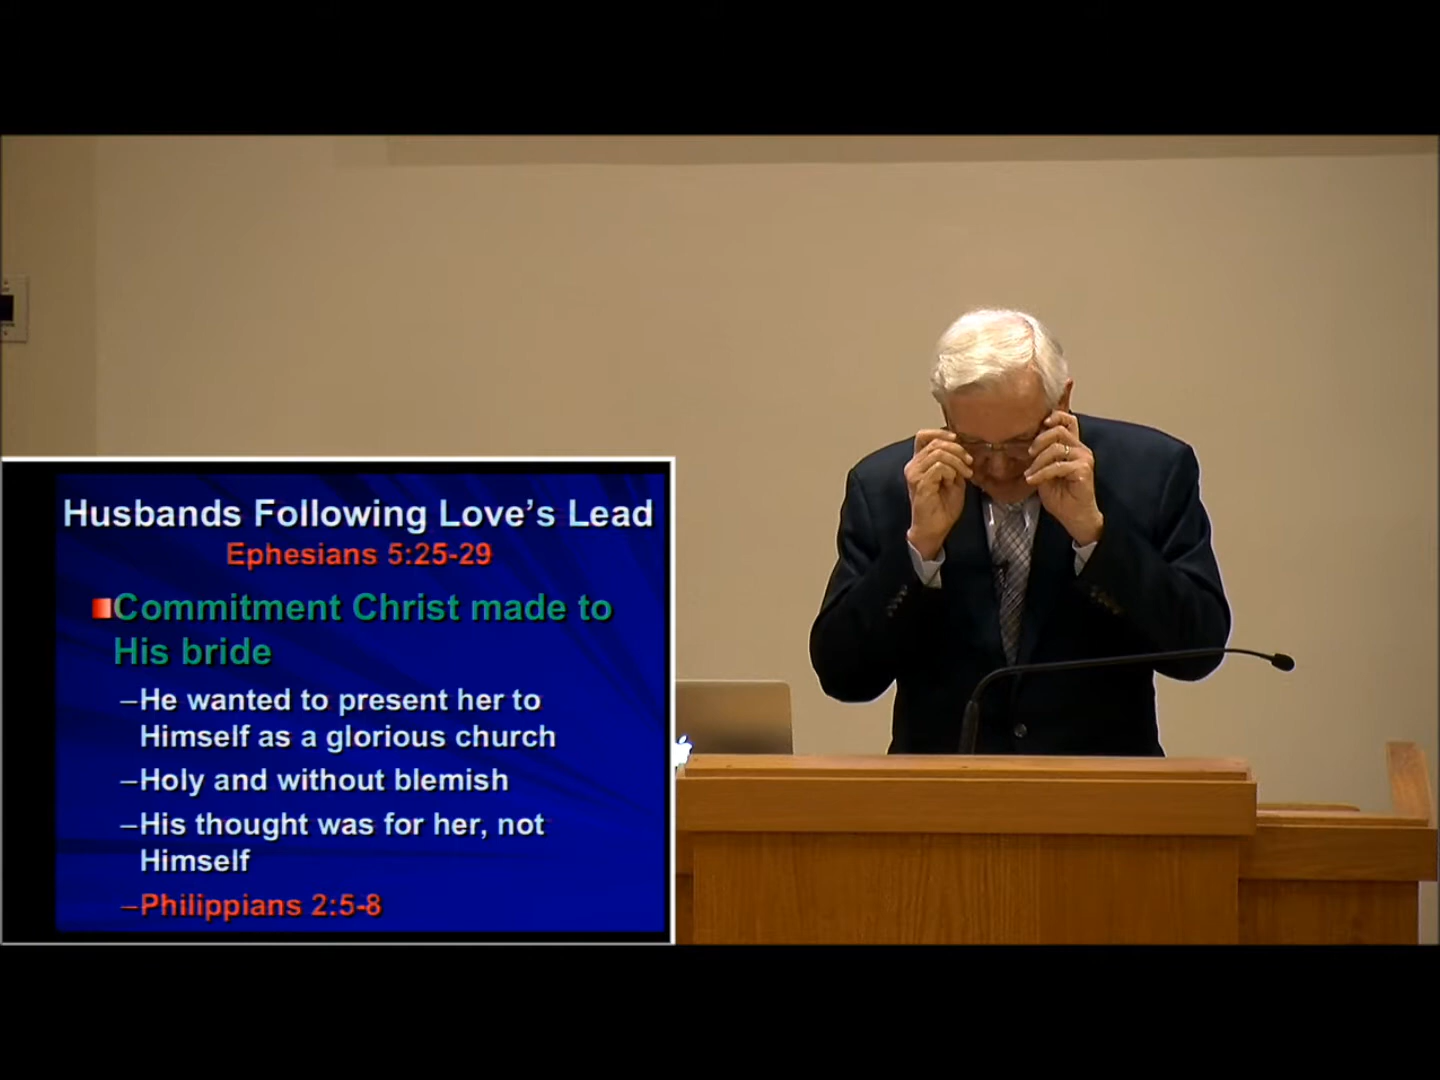 Husbands Following Love’s Lead
Ephesians 5:25-29
Commitment Christ made to
His bride
–He wanted to present her to
Himself as a glorious church
–Holy and without blemish
–His thought was for her, not
Himself
–Philippians 2:5-8